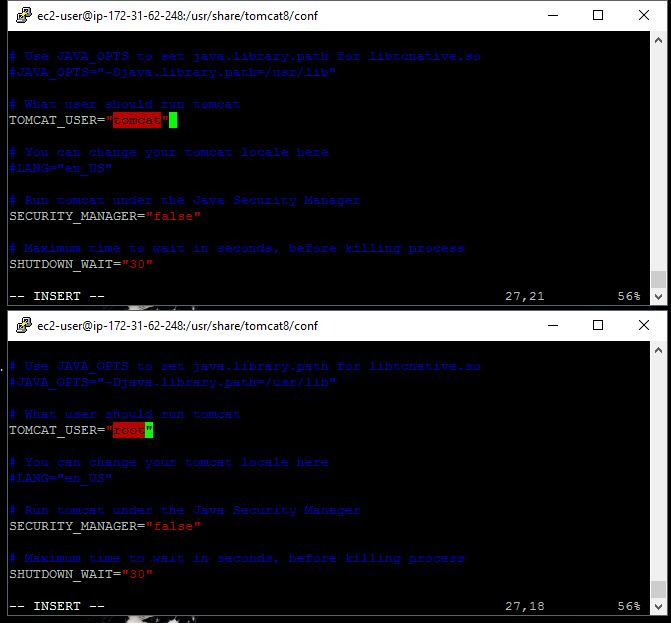 ec2-user@ip-172-31-62-248:/usr/share/tomcat8/conf
# Use JAVA_OPTS to set java.library.path for libtcnative.so
#JAVA_OPTS="-Djava.library.path=/usr/lib"
# What user should run tomcat
TOMCAT_USER="tomcat"
# You can change your tomcat locale here
#LANG="en_US"
# Run tomcat under the Java Security Manager
SECURITY_MANAGER="false"
# Maximum time to wait in seconds, before killing process
SHUTDOWN_WAIT="30"
-- INSERT -- 27,21 56%
ec2-user@ip-172-31-62-248:/usr/share/tomcat8/conf
# Use JAVA_OPTS to set java.library.path for libtcnative.so
#JAVA_OPTS="-Djava.library.path=/usr/lib"
# What user should run tomcat
TOMCAT_USER="root"
# You can change your tomcat locale here
#LANG="en_US"
# Run tomcat under the Java Security Manager
SECURITY_MANAGER="false"
# Maximum time to wait in seconds, before killing process
SHUTDOWN_WAIT="30"
-- INSERT -- 27,18 56%